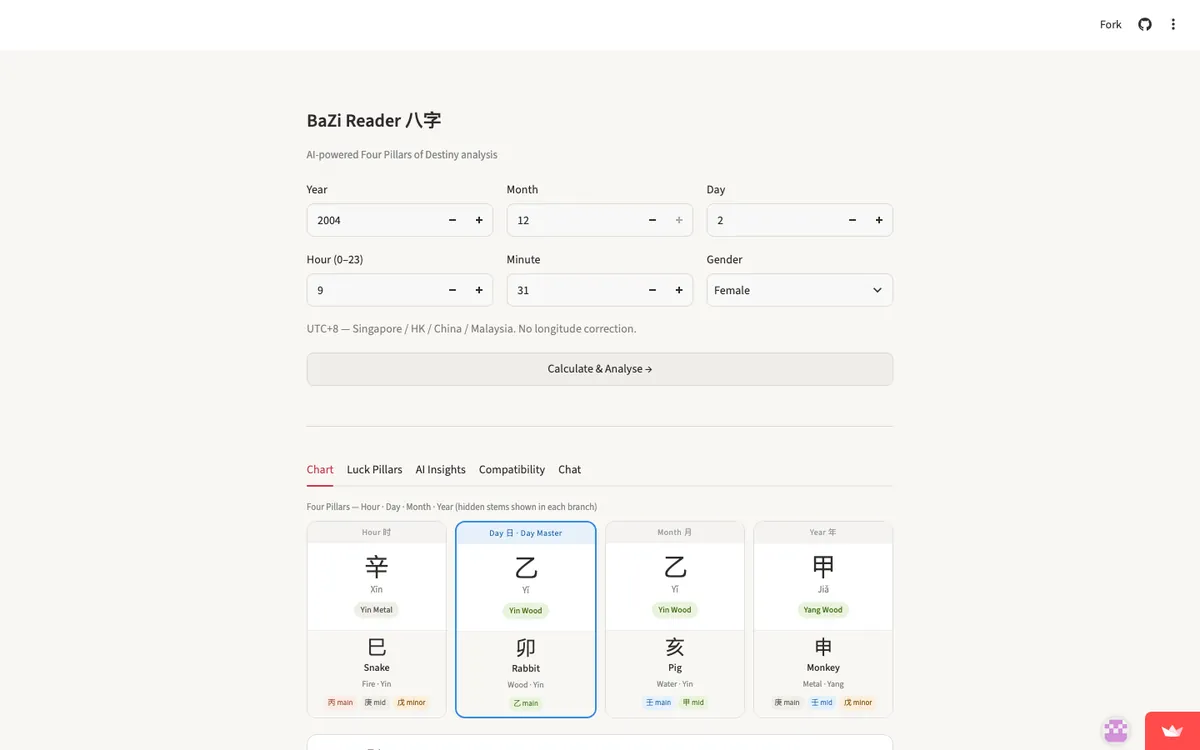 Fork
BaZi Reader 八字
AI-powered Four Pillars of Destiny analysis
Year Month Day
2004 − + 12 − + 2 − +
Hour (0–23) Minute Gender
9 − + 31 − + Female
UTC+8 — Singapore / HK / China / Malaysia. No longitude correction.
Calculate & Analyse →
Chart Luck Pillars AI Insights Compatibility Chat
Four Pillars — Hour · Day · Month · Year (hidden stems shown in each branch)
Hour 时 Day 日 · Day Master Month 月 Year 年
辛 乙 乙 甲
Xīn Yǐ Yǐ Jiǎ
Yin Metal Yin Wood Yin Wood Yang Wood
巳 卯 亥 申
Snake Rabbit Pig Monkey
Fire · Yin Wood · Yin Water · Yin Metal · Yang
丙 main 庚 mid 戊 minor 乙 main 壬 main 甲 mid 庚 main 壬 mid 戊 minor